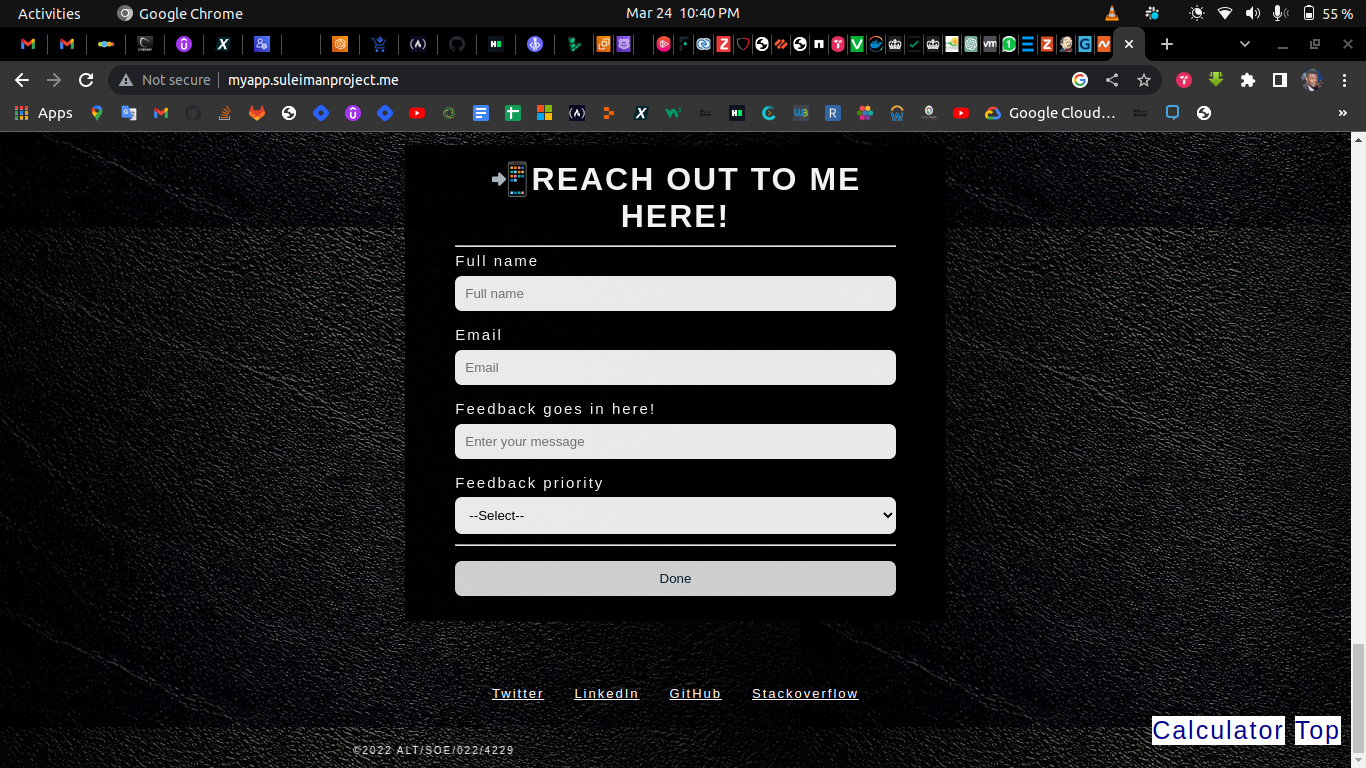 Activities
Google Chrome
Mar 24 10:40 PM
55 %
Not secure
myapp.suleimanproject.me
Apps
Google Cloud…
REACH OUT TO ME
HERE!
Full name
Full name
Email
Email
Feedback goes in here!
Enter your message
Feedback priority
--Select--
Done
Twitter
LinkedIn
GitHub
Stackoverflow
Calculator
Top
©2022 ALT/SOE/022/4229